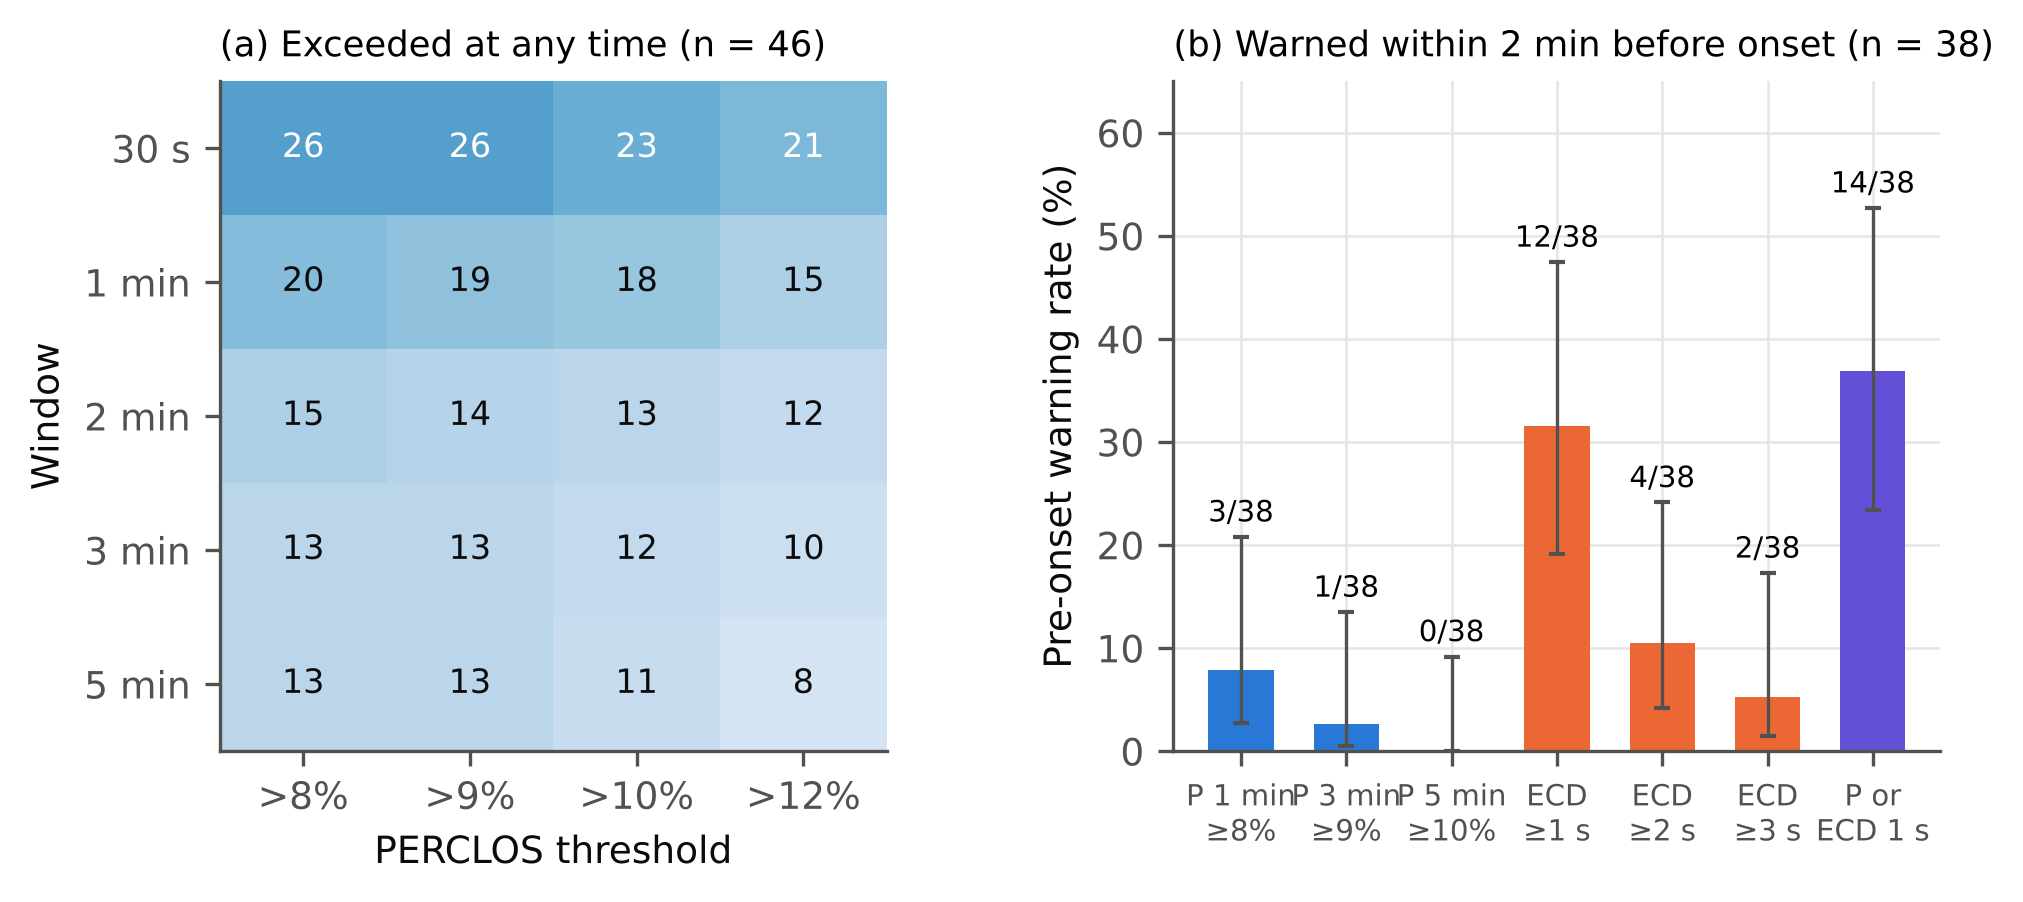 (a) Exceeded at any time (n = 46)
Window
30 s
26 26 23 21
1 min
20 19 18 15
2 min
15 14 13 12
3 min
13 13 12 10
5 min
13 13 11 8
>8% >9% >10% >12%
PERCLOS threshold
(b) Warned within 2 min before onset (n = 38)
Pre-onset warning rate (%)
60
50
40
30
20
10
0
3/38
1/38
0/38
12/38
4/38
2/38
14/38
P 1 min
≥8%
P 3 min
≥9%
P 5 min
≥10%
ECD
≥1 s
ECD
≥2 s
ECD
≥3 s
P or
ECD 1 s